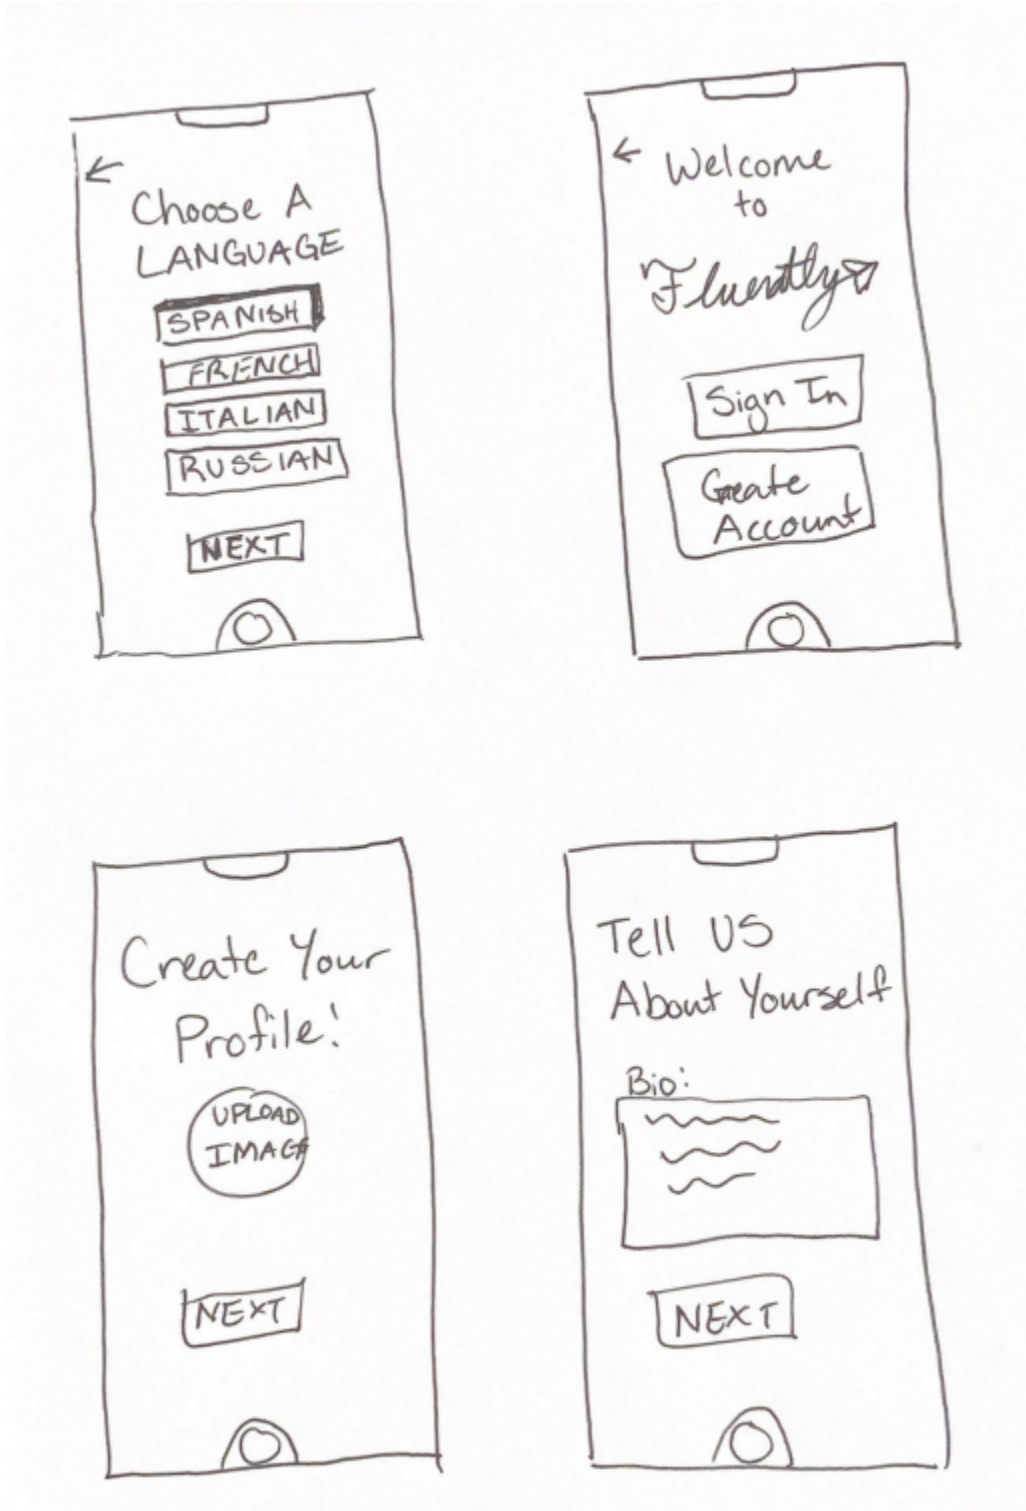 Choose A
LANGUAGE
SPANISH
FRENCH
ITALIAN
RUSSIAN
NEXT
Welcome
to
Fluently
Sign In
Create
Account
Create Your
Profile!
UPLOAD
IMAGE
NEXT
Tell US
About Yourself
Bio:
NEXT